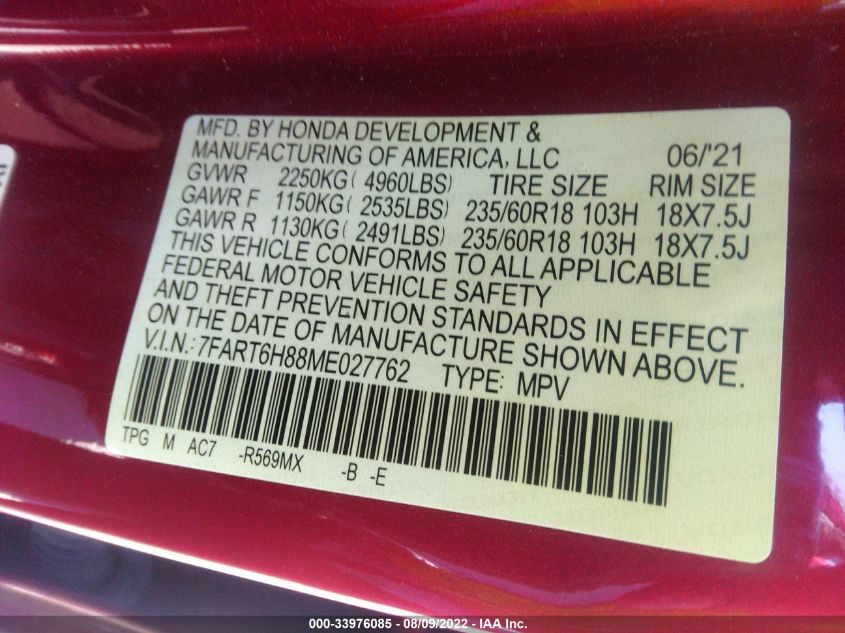 MFD. BY HONDA DEVELOPMENT &
MANUFACTURING OF AMERICA, LLC 06/'21
GVWR 2250KG( 4960LBS) TIRE SIZE RIM SIZE
GAWR F 1150KG( 2535LBS) 235/60R18 103H 18X7.5J
GAWR R 1130KG( 2491LBS) 235/60R18 103H 18X7.5J
THIS VEHICLE CONFORMS TO ALL APPLICABLE
FEDERAL MOTOR VEHICLE SAFETY
AND THEFT PREVENTION STANDARDS IN EFFECT
ON THE DATE OF MANUFACTURE SHOWN ABOVE.
V.I.N.: 7FART6H88ME027762 TYPE: MPV
TPG M AC7 -R569MX -B -E
000-33976085 - 08/09/2022 - IAA Inc.